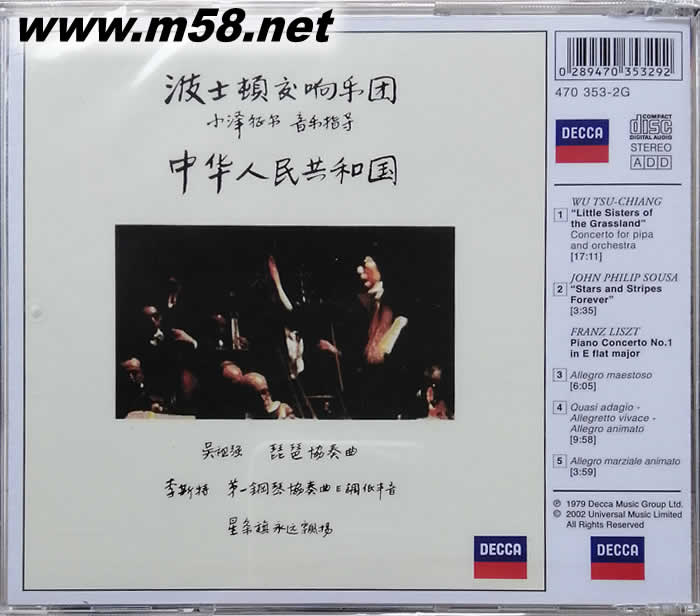 www.m58.net
波士頓交响乐团
小泽征尔 音乐指导
中华人民共和国
吴祖强 琵琶協奏曲
李斯特 第一鋼琴協奏曲E調低半音
星条旗永远飘扬
DECCA
0 289470 353292
470 353-2G
DECCA
COMPACT
disc
DIGITAL AUDIO
STEREO
ADD
WU TSU-CHIANG
1 "Little Sisters of
the Grassland"
Concerto for pipa
and orchestra
[17:11]
JOHN PHILIP SOUSA
2 "Stars and Stripes
Forever"
[3:35]
FRANZ LISZT
Piano Concerto No.1
in E flat major
3 Allegro maestoso
[6:05]
4 Quasi adagio -
Allegretto vivace -
Allegro animato
[9:58]
5 Allegro marziale animato
[3:59]
℗ 1979 Decca Music Group Ltd.
© 2002 Universal Music Limited
All Rights Reserved
DECCA